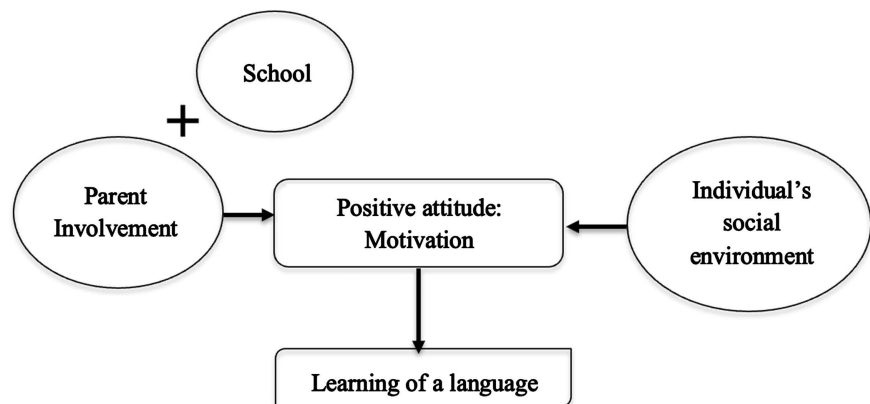 School
+
Parent
Involvement
Positive attitude:
Motivation
Individual’s
social
environment
Learning of a language